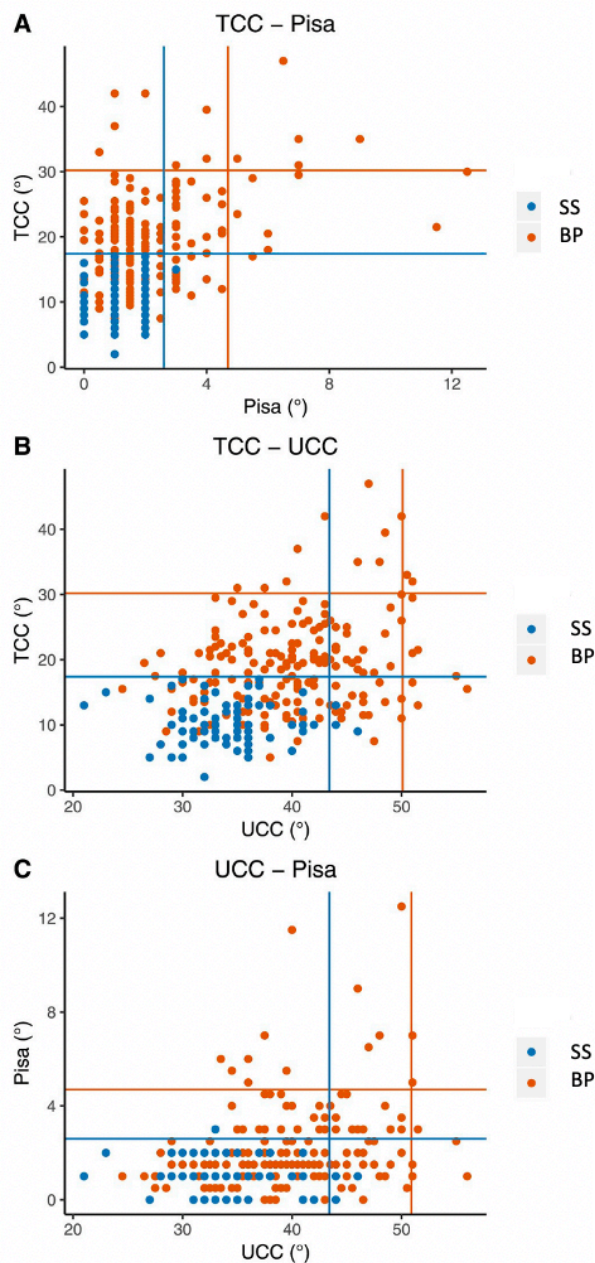 A
TCC – Pisa
TCC (°)
40
30
20
10
0
0
4
8
12
Pisa (°)
SS
BP
B
TCC – UCC
TCC (°)
40
30
20
10
0
20
30
40
50
UCC (°)
SS
BP
C
UCC – Pisa
Pisa (°)
12
8
4
0
20
30
40
50
UCC (°)
SS
BP